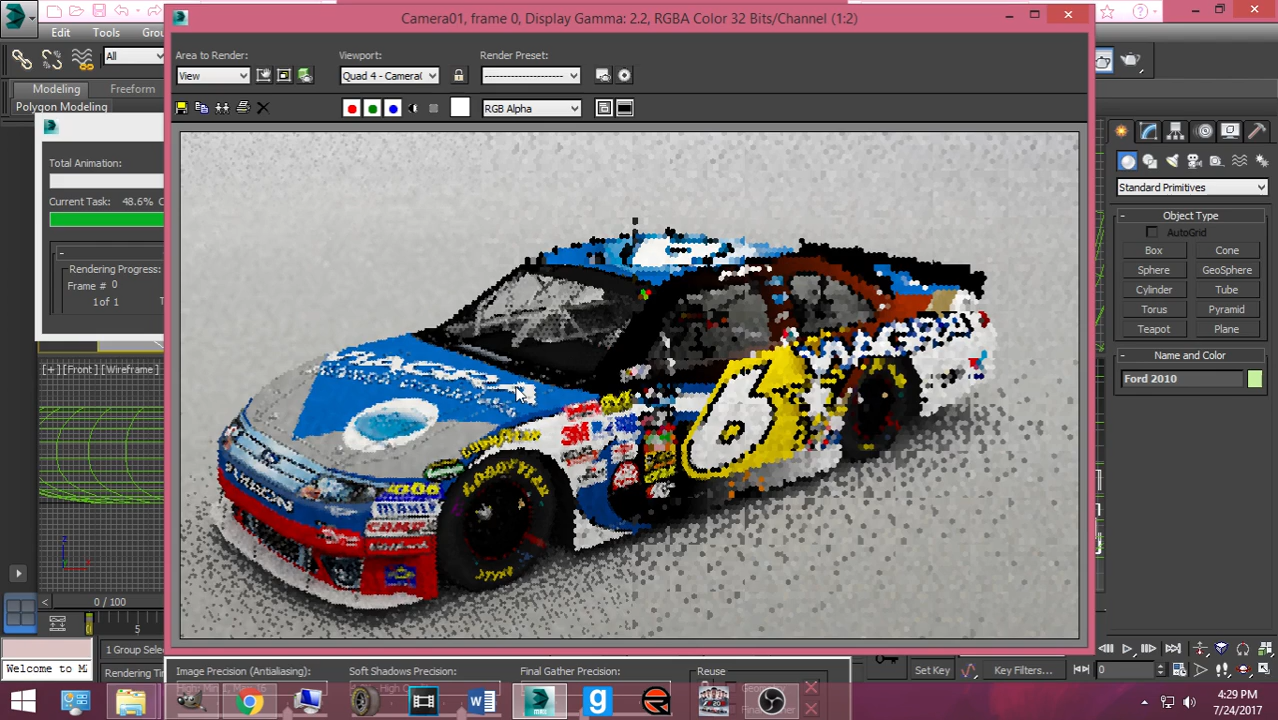 Camera01, frame 0, Display Gamma: 2.2, RGBA Color 32 Bits/Channel (1:2)
Edit
Tools
Area to Render:
Viewport:
Render Preset:
All
View
Quad 4 - Camera
RGB Alpha
Modeling
Freeform
Polygon Modeling
Total Animation:
Current Task: 48.6%
Rendering Progress:
Frame # 0
1 of 1
Standard Primitives
Object Type
AutoGrid
Box
Cone
Sphere
GeoSphere
Cylinder
Tube
Torus
Pyramid
Teapot
Plane
Name and Color
Ford 2010
[+] [Front ] [Wireframe ]
6
3M
GOODYEAR
0 / 100
5
1 Group Selec
Welcome to M
Rendering Tim
Image Precision (Antialiasing):
Soft Shadows Precision:
Final Gather Precision:
Reuse
Set Key
Key Filters...
0
4:29 PM
7/24/2017